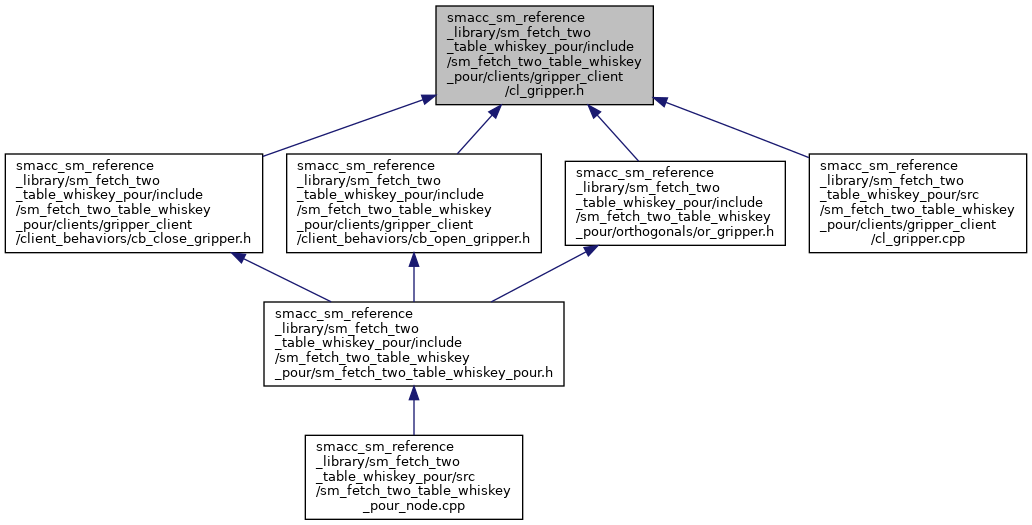 smacc_sm_reference
_library/sm_fetch_two
_table_whiskey_pour/include
/sm_fetch_two_table_whiskey
_pour/clients/gripper_client
/cl_gripper.h
smacc_sm_reference
_library/sm_fetch_two
_table_whiskey_pour/include
/sm_fetch_two_table_whiskey
_pour/clients/gripper_client
/client_behaviors/cb_close_gripper.h
smacc_sm_reference
_library/sm_fetch_two
_table_whiskey_pour/include
/sm_fetch_two_table_whiskey
_pour/clients/gripper_client
/client_behaviors/cb_open_gripper.h
smacc_sm_reference
_library/sm_fetch_two
_table_whiskey_pour/include
/sm_fetch_two_table_whiskey
_pour/orthogonals/or_gripper.h
smacc_sm_reference
_library/sm_fetch_two
_table_whiskey_pour/src
/sm_fetch_two_table_whiskey
_pour/clients/gripper_client
/cl_gripper.cpp
smacc_sm_reference
_library/sm_fetch_two
_table_whiskey_pour/include
/sm_fetch_two_table_whiskey
_pour/sm_fetch_two_table_whiskey_pour.h
smacc_sm_reference
_library/sm_fetch_two
_table_whiskey_pour/src
/sm_fetch_two_table_whiskey
_pour_node.cpp